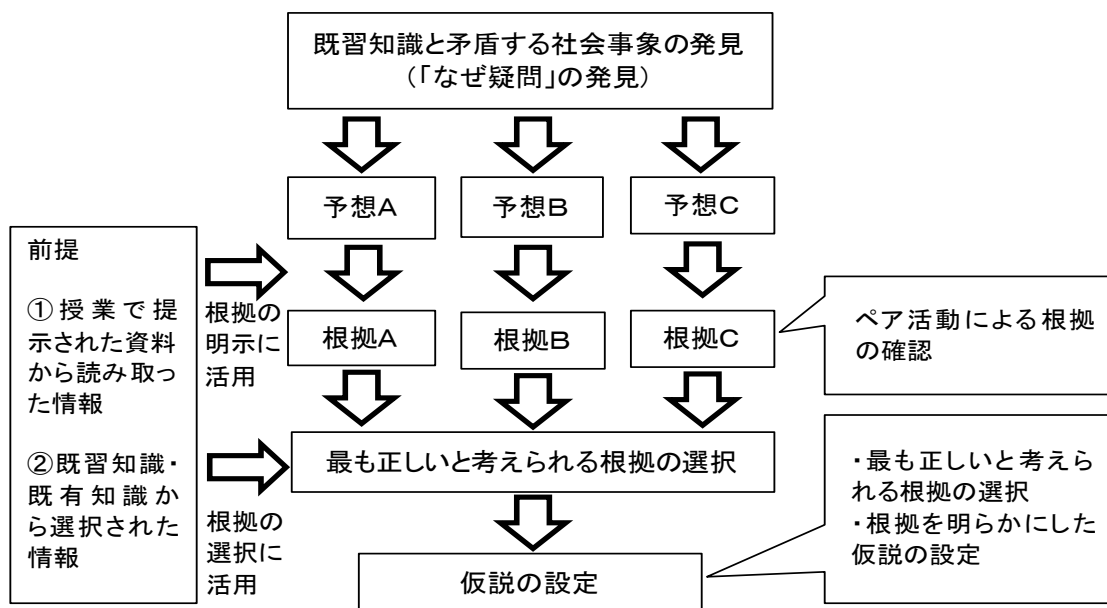 既習知識と矛盾する社会事象の発見
(「なぜ疑問」の発見)
予想A
予想B
予想C
前提
①授業で提
示された資料
から読み取っ
た情報
②既習知識・
既有知識か
ら選択された
情報
根拠の
明示に
活用
根拠A
根拠B
根拠C
ペア活動による根拠
の確認
最も正しいと考えられる根拠の選択
根拠の
選択に
活用
・最も正しいと考えら
れる根拠の選択
・根拠を明らかにした
仮説の設定
仮説の設定